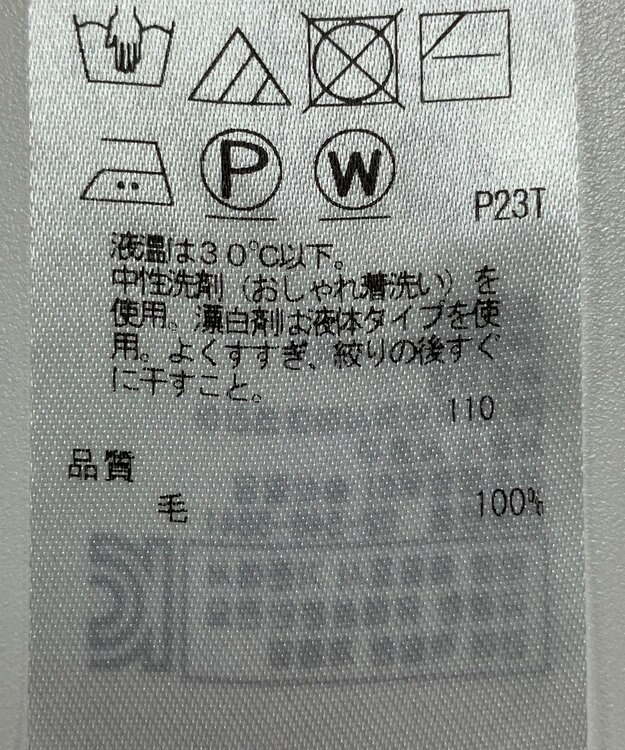 P W
P23T
液温は30℃以下。
中性洗剤（おしゃれ着洗い）を
使用。漂白剤は液体タイプを使
用。よくすすぎ、絞りの後すぐ
に干すこと。
110
品質
毛 100%